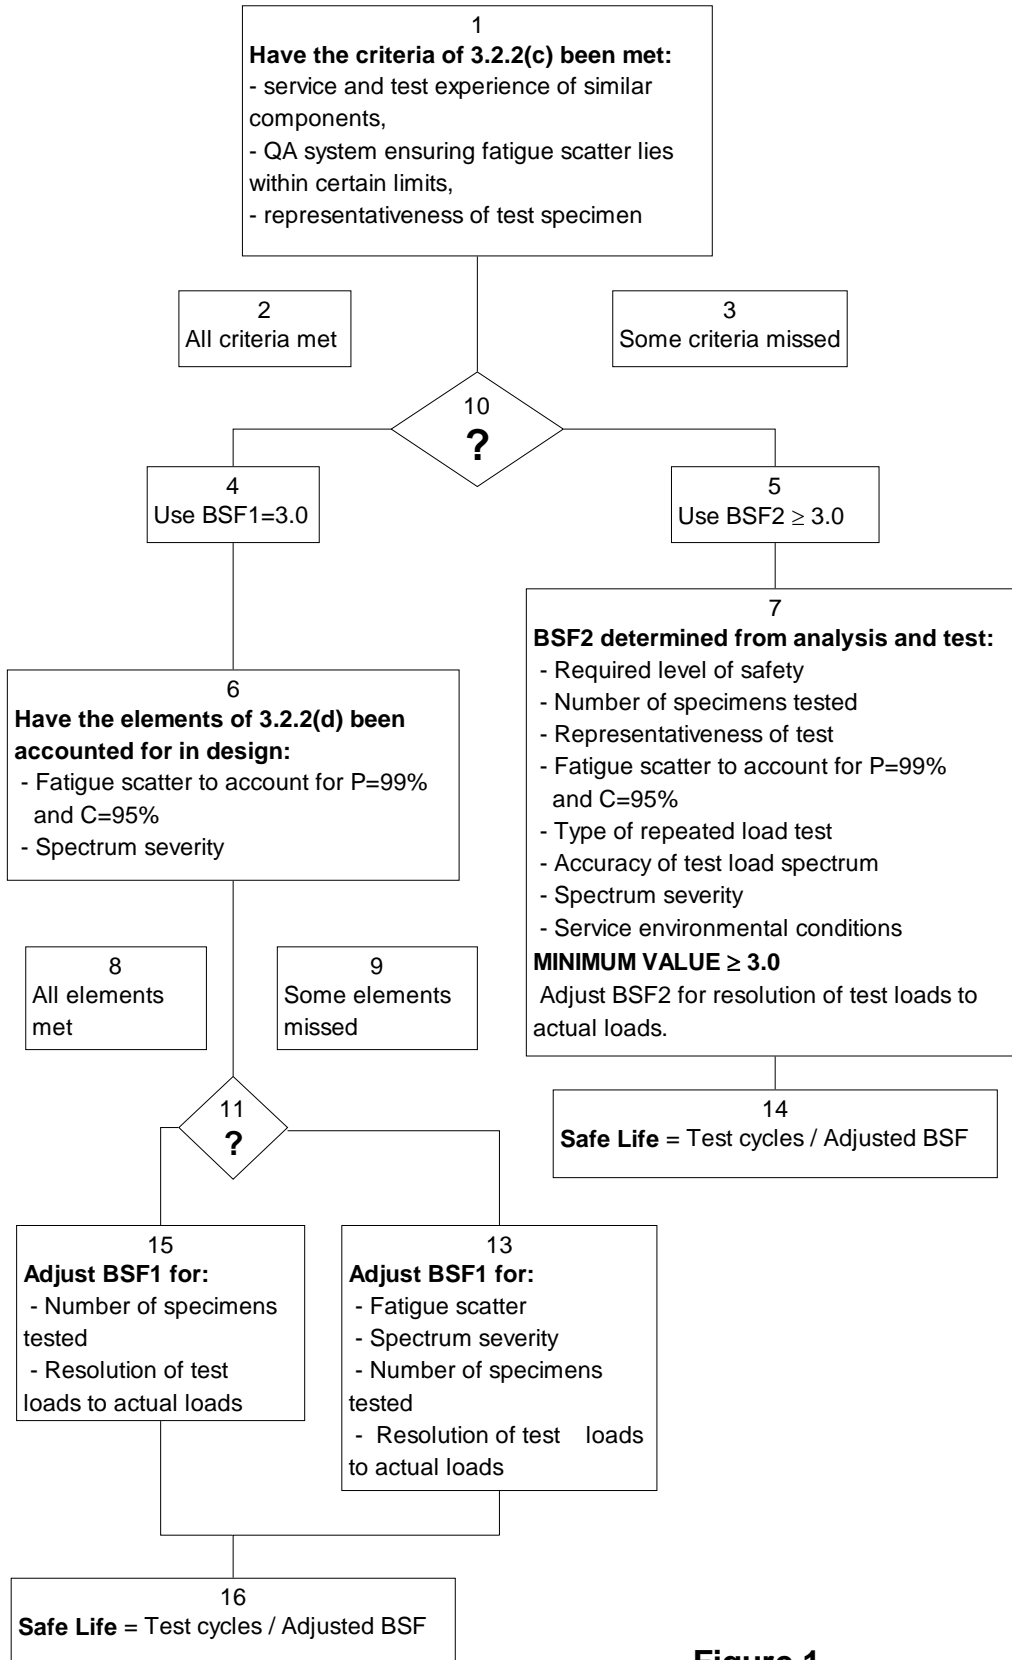 1
Have the criteria of 3.2.2(c) been met:
- service and test experience of similar
components,
- QA system ensuring fatigue scatter lies
within certain limits,
- representativeness of test specimen
2
All criteria met
3
Some criteria missed
10
?
4
Use BSF1=3.0
5
Use BSF2 ≥ 3.0
6
Have the elements of 3.2.2(d) been
accounted for in design:
- Fatigue scatter to account for P=99%
and C=95%
- Spectrum severity
7
BSF2 determined from analysis and test:
- Required level of safety
- Number of specimens tested
- Representativeness of test
- Fatigue scatter to account for P=99%
and C=95%
- Type of repeated load test
- Accuracy of test load spectrum
- Spectrum severity
- Service environmental conditions
MINIMUM VALUE ≥ 3.0
Adjust BSF2 for resolution of test loads to
actual loads.
8
All elements
met
9
Some elements
missed
11
?
14
Safe Life = Test cycles / Adjusted BSF
15
Adjust BSF1 for:
- Number of specimens
tested
- Resolution of test
loads to actual loads
13
Adjust BSF1 for:
- Fatigue scatter
- Spectrum severity
- Number of specimens
tested
- Resolution of test loads
to actual loads
16
Safe Life = Test cycles / Adjusted BSF
Figure 1